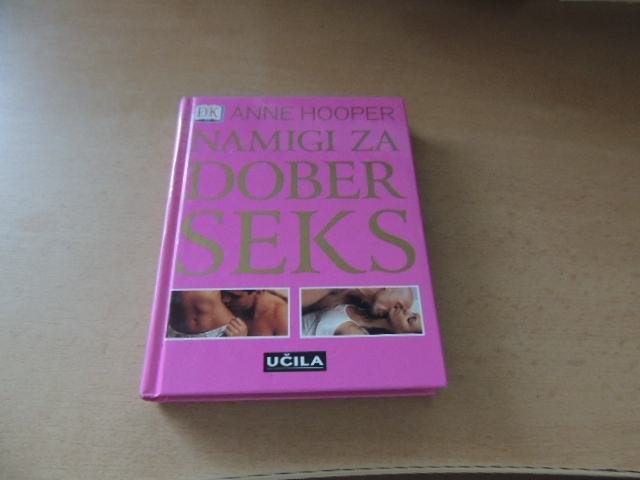 DK ANNE HOOPER
NAMIGI ZA
DOBER
SEKS
UČILA